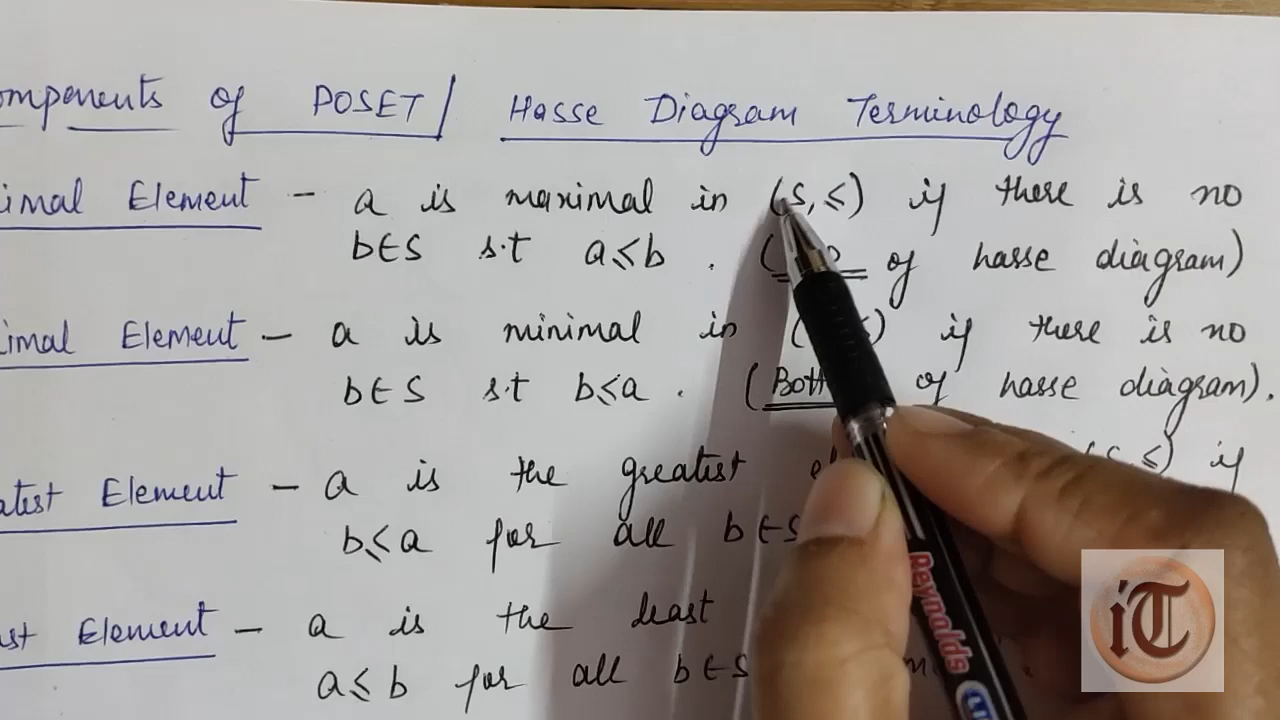 omponents of POSET / Hasse Diagram Terminology
imal Element - a is maximal in (S, ≤) if there is no
b∈S s.t a≤b . ( of hasse diagram)
imal Element - a is minimal in ( ) if there is no
b∈S s.t b≤a . (Bott of hasse diagram).
atest Element - a is the greatest el (S, ≤) if
b≤a for all b∈S
st Element - a is the least
a≤b for all b∈S
Reynolds
iT